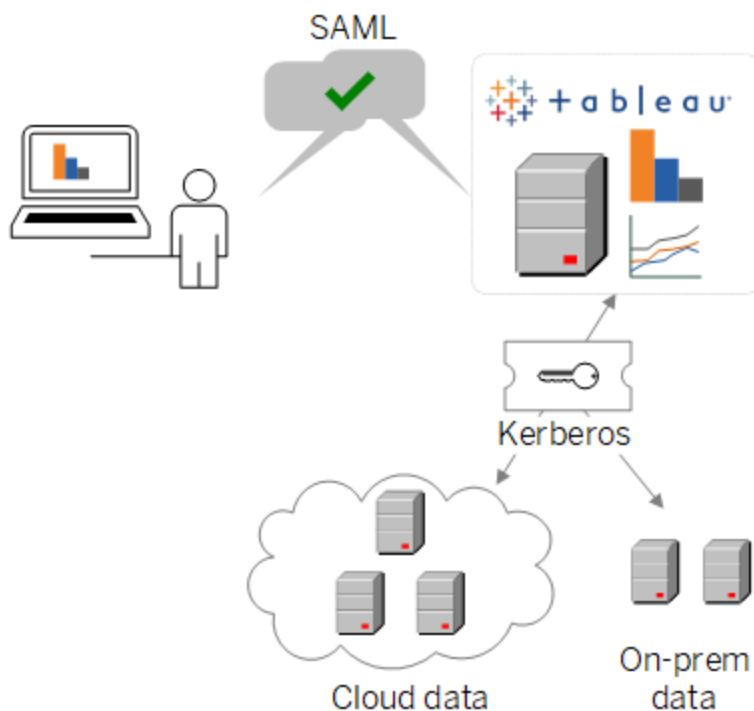 SAML
+ a b l e a u
Kerberos
Cloud data
On-prem
data